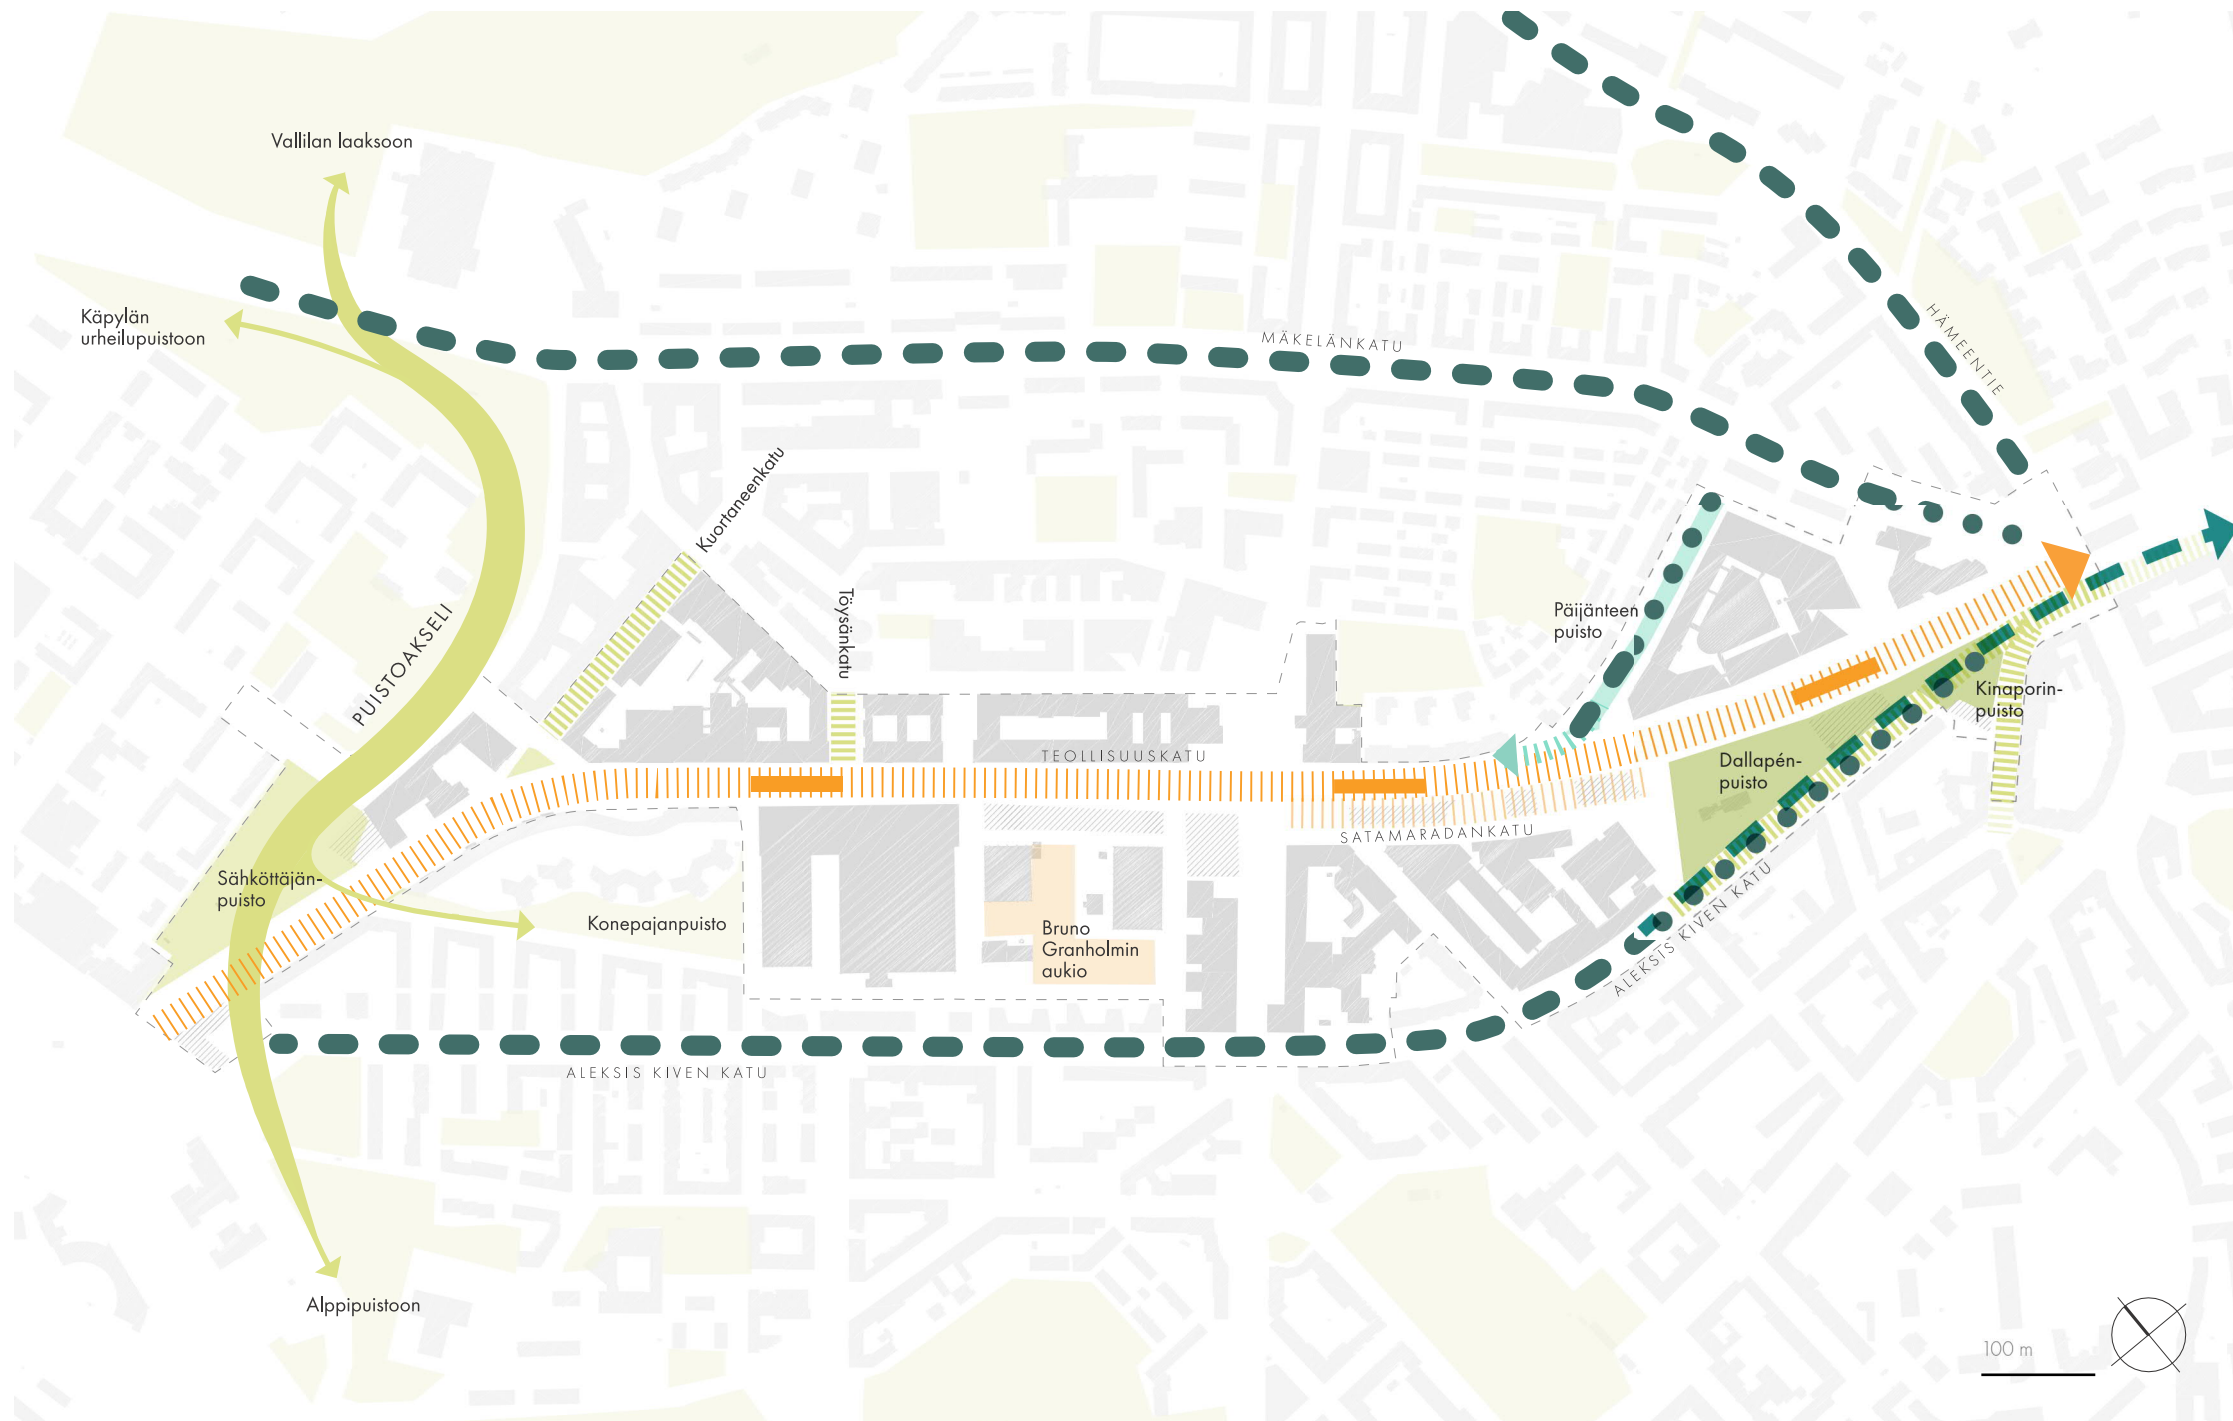 Vallilan laaksoon
Käpylän
urheilupuistoon
MÄKELÄNKATU
HÄMEENTIE
Kuortaneenkatu
Töysänkatu
PUISTOAKSELI
Päijänteen
puisto
Kinaporin-
puisto
TEOLLISUUSKATU
Dallapén-
puisto
SATAMARADANKATU
Sähköttäjän-
puisto
Konepajanpuisto
Bruno
Granholmin
aukio
ALEKSIS KIVEN KATU
ALEKSIS KIVEN KATU
Alppipuistoon
100 m